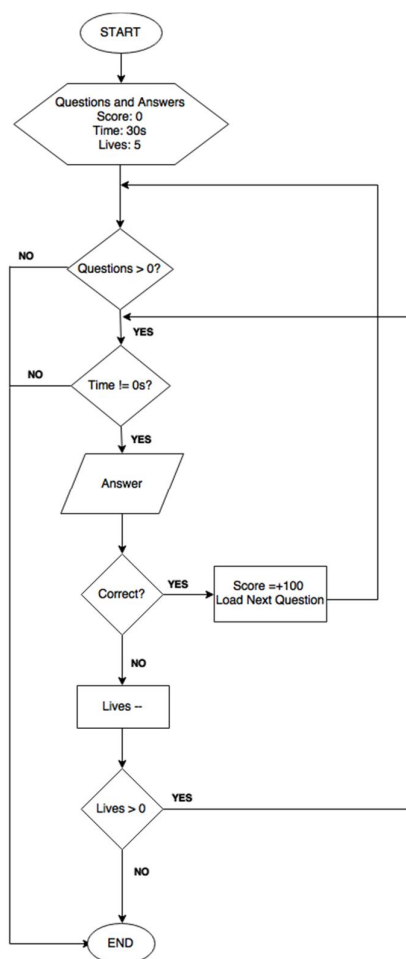 START
Questions and Answers
Score: 0
Time: 30s
Lives: 5
NO
Questions > 0?
YES
NO
Time != 0s?
YES
Answer
Correct?
YES
Score =+100
Load Next Question
NO
Lives --
Lives > 0
YES
NO
END